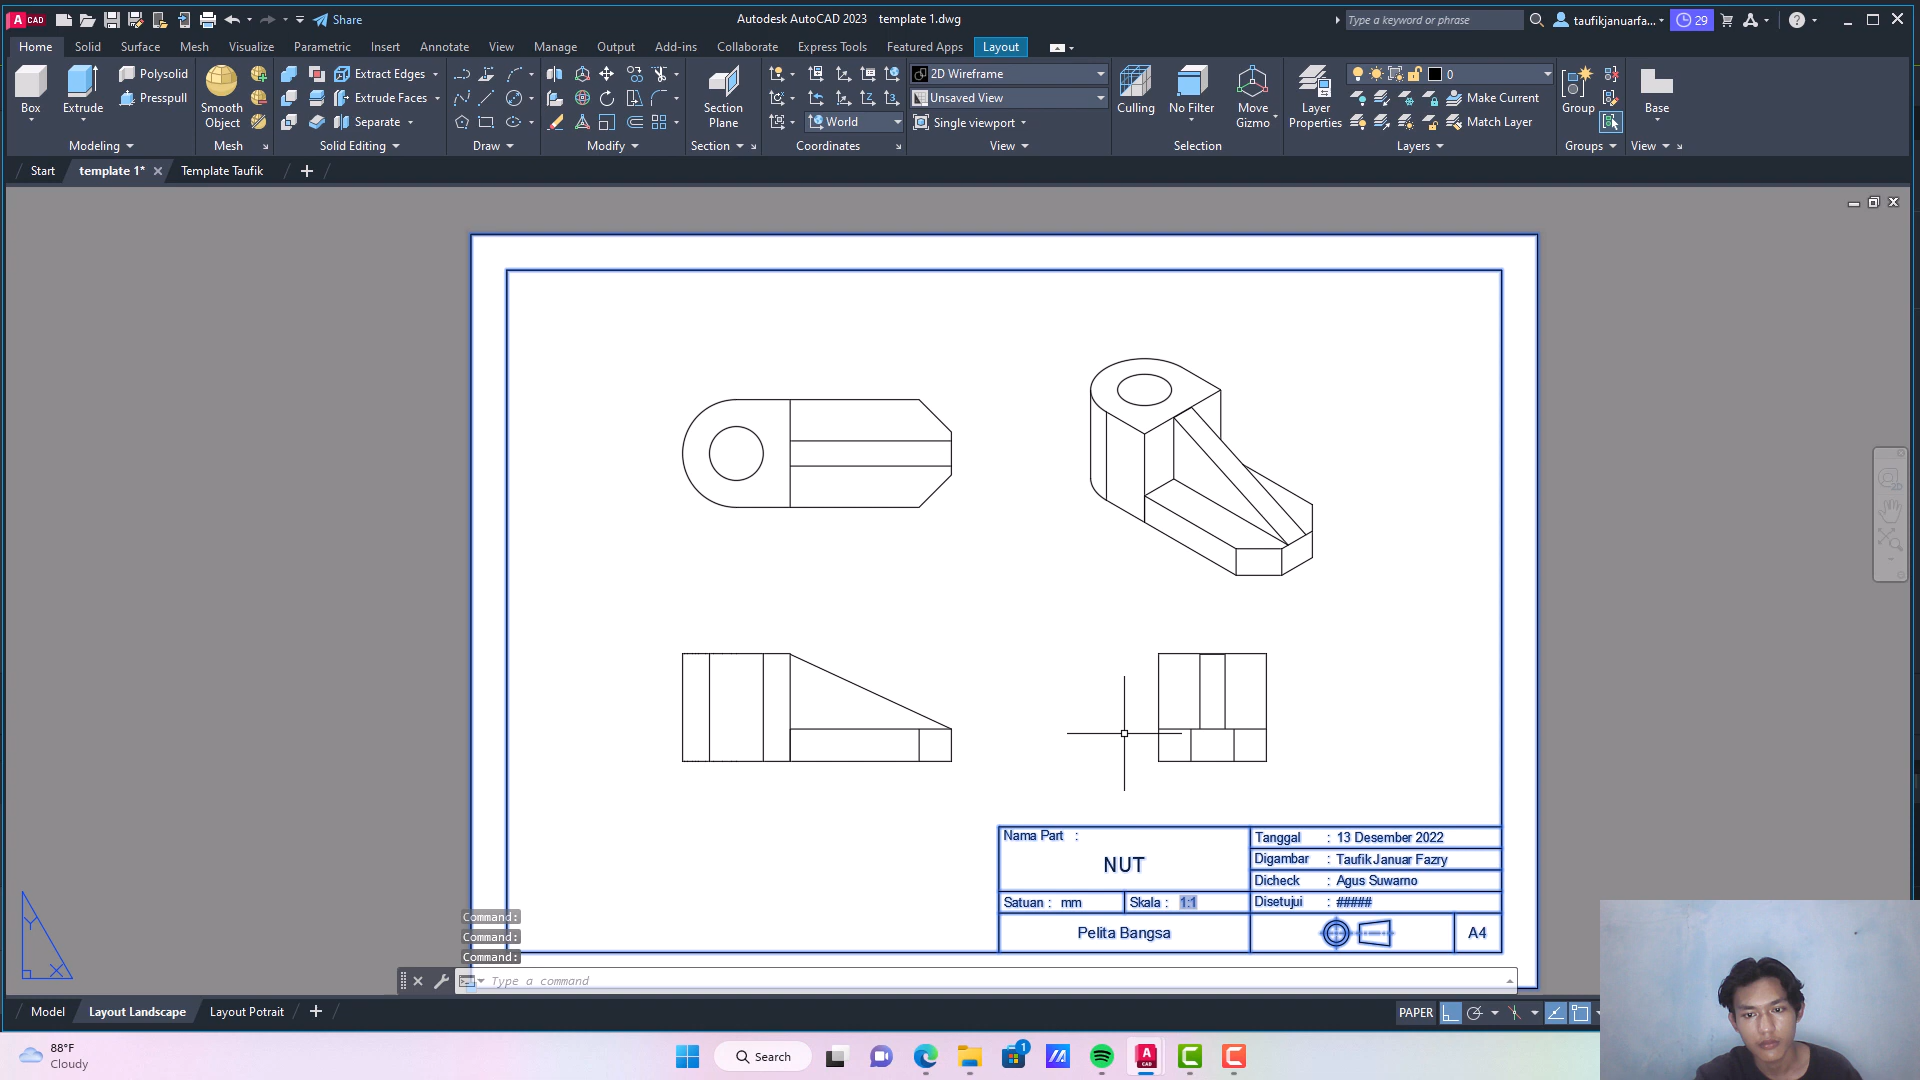 A CAD Share Autodesk AutoCAD 2023 template 1.dwg Type a keyword or phrase taufikjanuarfa... 29
Home Solid Surface Mesh Visualize Parametric Insert Annotate View Manage Output Add-ins Collaborate Express Tools Featured Apps Layout
Polysolid Extract Edges 2D Wireframe 0
Presspull Extrude Faces Unsaved View Make Current
Box Extrude Smooth Object Section Plane Culling No Filter Move Gizmo Layer Properties Group Base
Separate World Single viewport Match Layer
Modeling Mesh Solid Editing Draw Modify Section Coordinates View Selection Layers Groups View
Start template 1* Template Taufik
Nama Part :
NUT
Tanggal : 13 Desember 2022
Digambar : Taufik Januar Fazry
Dicheck : Agus Suwarno
Satuan : mm Skala : 1:1 Disetujui : #####
Pelita Bangsa A4
Y
X
Command:
Command:
Command:
Type a command
Model Layout Landscape Layout Potrait PAPER
88°F
Cloudy
Search
1
A
CAD